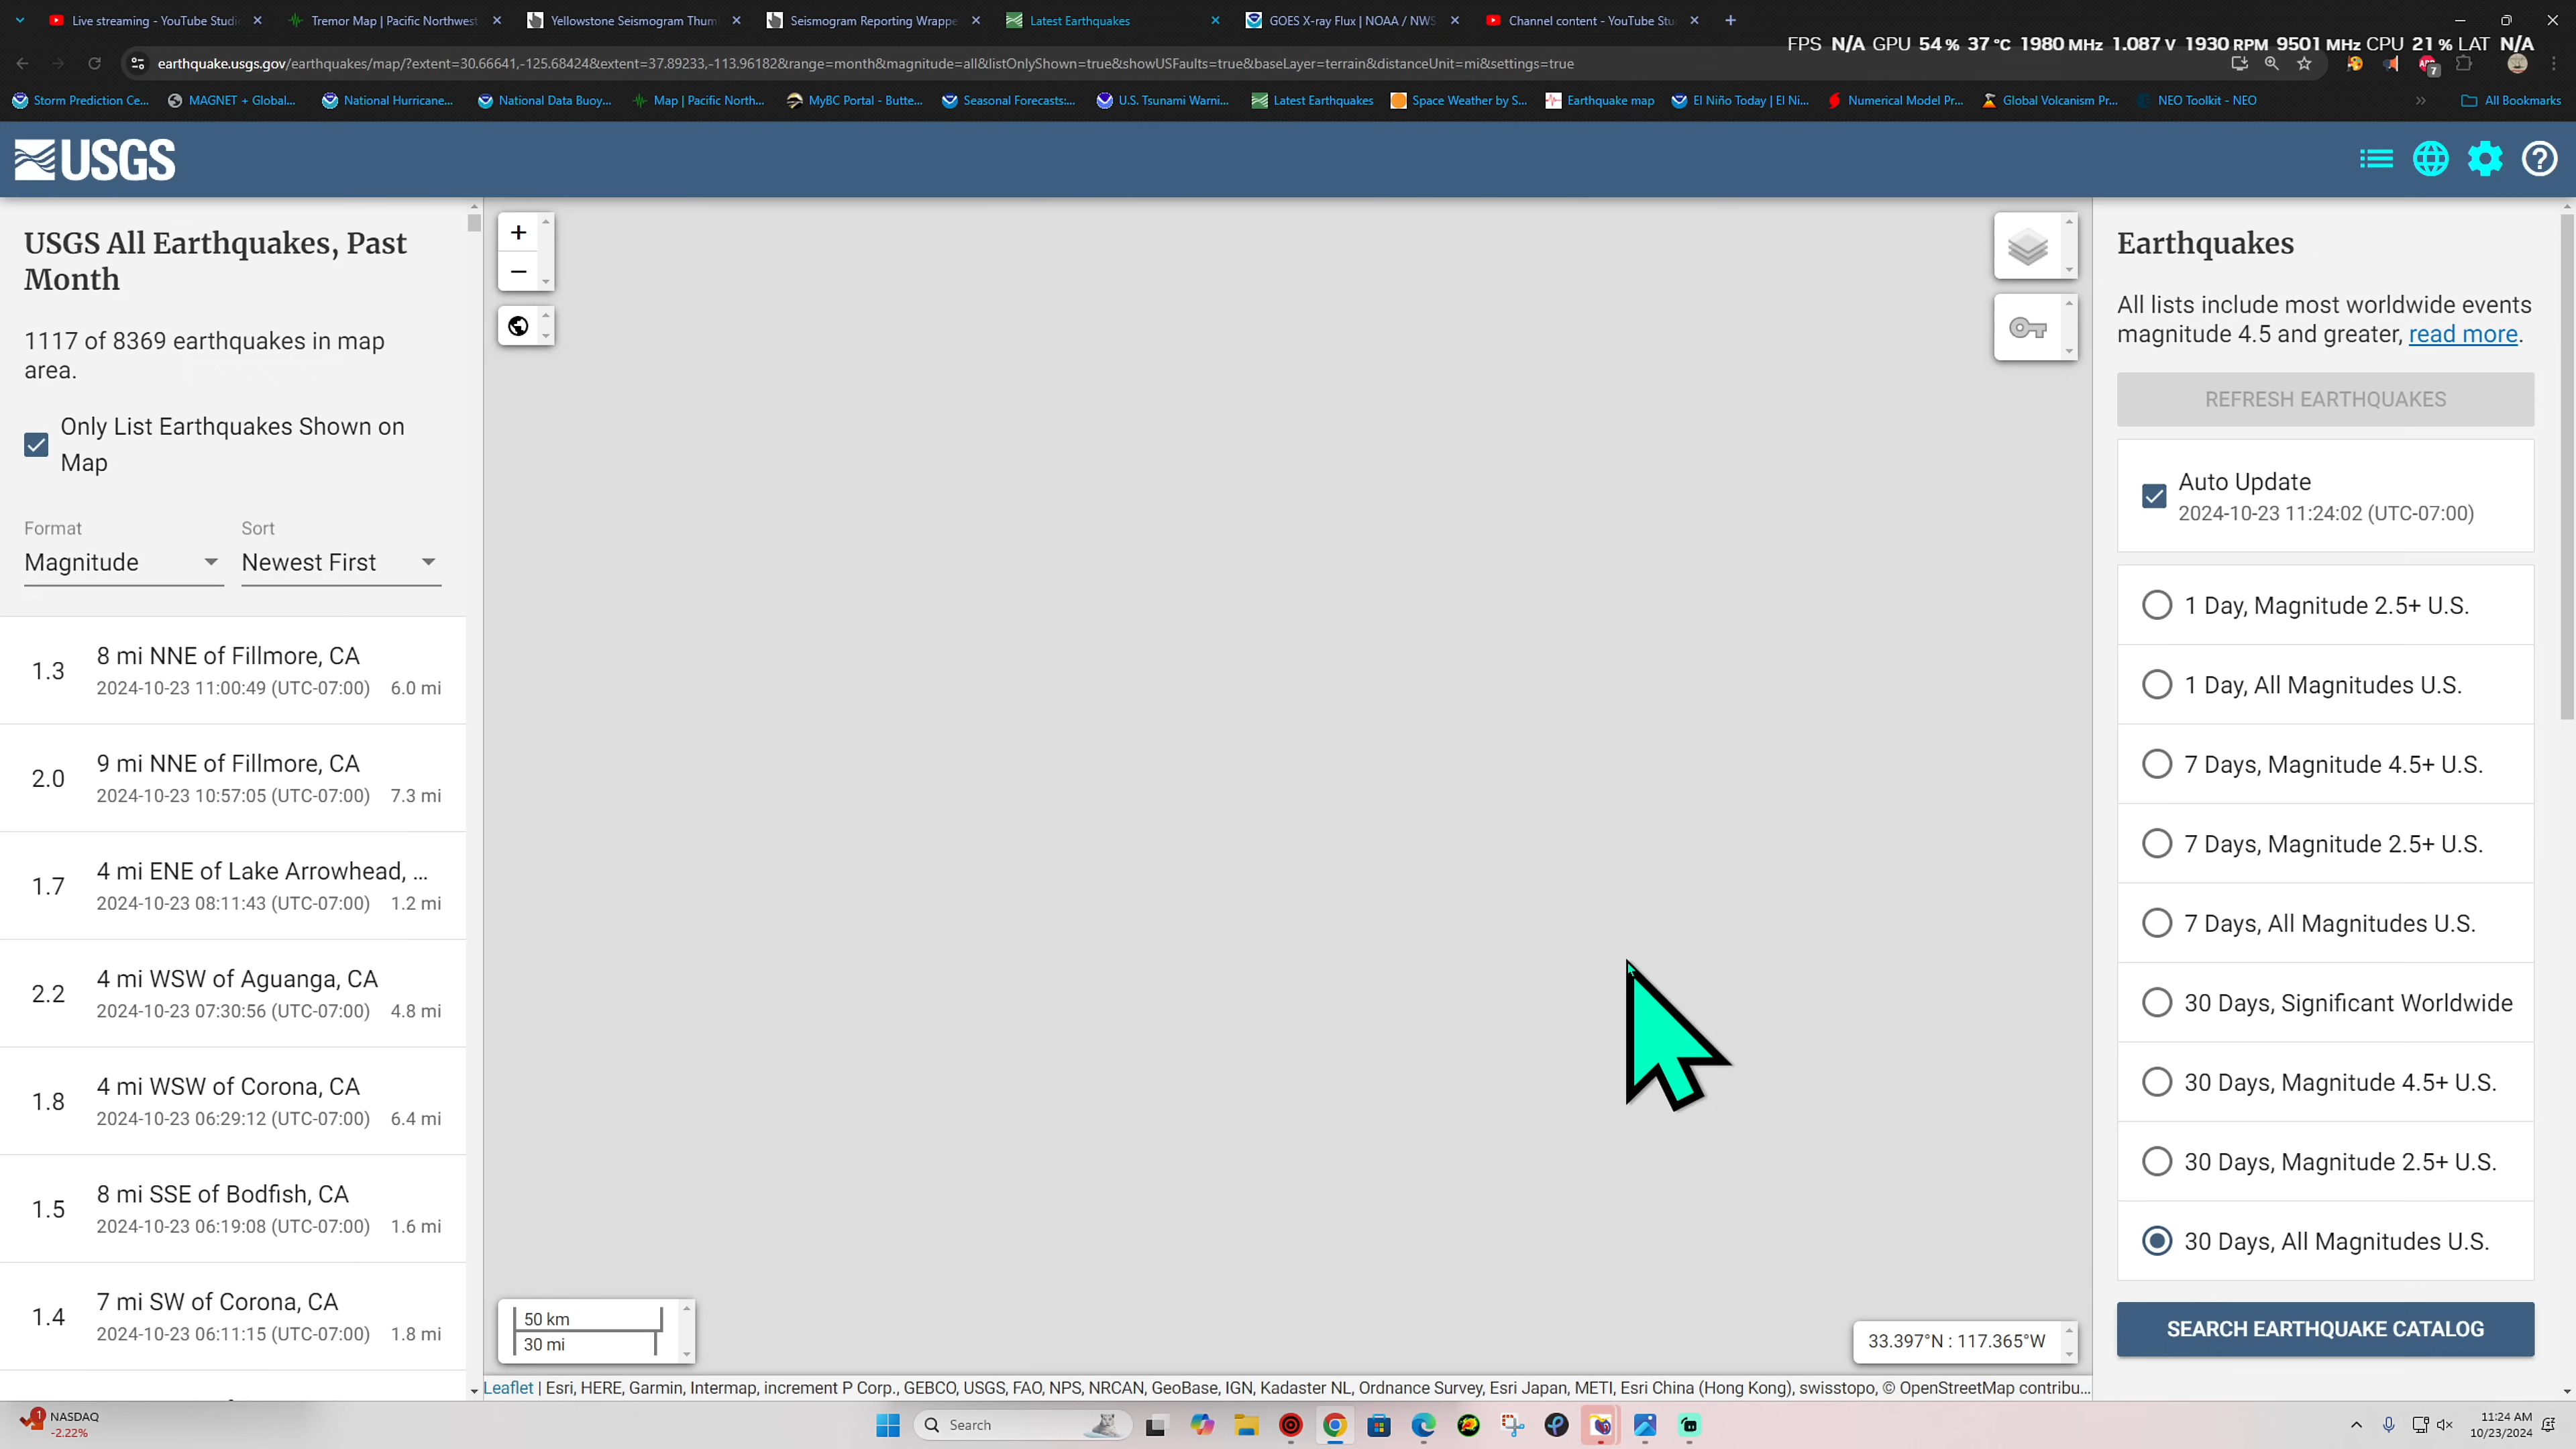 Live streaming - YouTube Studi
Tremor Map | Pacific Northwest
Yellowstone Seismogram Thum
Seismogram Reporting Wrappe
Latest Earthquakes
GOES X-ray Flux | NOAA / NWS
Channel content - YouTube Stu
FPS N/A GPU 54 % 37 °C 1980 MHz 1.087 V 1930 RPM 9501 MHz CPU 21 % LAT N/A
earthquake.usgs.gov/earthquakes/map/?extent=30.66641,-125.68424&extent=37.89233,-113.96182&range=month&magnitude=all&listOnlyShown=true&showUSFaults=true&baseLayer=terrain&distanceUnit=mi&settings=true
7
Storm Prediction Ce...
MAGNET + Global...
National Hurricane...
National Data Buoy...
Map | Pacific North...
MyBC Portal - Butte...
Seasonal Forecasts:...
U.S. Tsunami Warni...
Latest Earthquakes
Space Weather by S...
Earthquake map
El Niño Today | El Ni...
Numerical Model Pr...
Global Volcanism Pr...
NEO Toolkit - NEO
All Bookmarks
USGS
USGS All Earthquakes, Past
Month
1117 of 8369 earthquakes in map
area.
Only List Earthquakes Shown on
Map
Format
Sort
Magnitude
Newest First
1.3
8 mi NNE of Fillmore, CA
2024-10-23 11:00:49 (UTC-07:00) 6.0 mi
2.0
9 mi NNE of Fillmore, CA
2024-10-23 10:57:05 (UTC-07:00) 7.3 mi
1.7
4 mi ENE of Lake Arrowhead, ...
2024-10-23 08:11:43 (UTC-07:00) 1.2 mi
2.2
4 mi WSW of Aguanga, CA
2024-10-23 07:30:56 (UTC-07:00) 4.8 mi
1.8
4 mi WSW of Corona, CA
2024-10-23 06:29:12 (UTC-07:00) 6.4 mi
1.5
8 mi SSE of Bodfish, CA
2024-10-23 06:19:08 (UTC-07:00) 1.6 mi
1.4
7 mi SW of Corona, CA
2024-10-23 06:11:15 (UTC-07:00) 1.8 mi
+
−
50 km
30 mi
33.397°N : 117.365°W
Leaflet | Esri, HERE, Garmin, Intermap, increment P Corp., GEBCO, USGS, FAO, NPS, NRCAN, GeoBase, IGN, Kadaster NL, Ordnance Survey, Esri Japan, METI, Esri China (Hong Kong), swisstopo, © OpenStreetMap contribu...
Earthquakes
All lists include most worldwide events
magnitude 4.5 and greater, read more.
REFRESH EARTHQUAKES
Auto Update
2024-10-23 11:24:02 (UTC-07:00)
1 Day, Magnitude 2.5+ U.S.
1 Day, All Magnitudes U.S.
7 Days, Magnitude 4.5+ U.S.
7 Days, Magnitude 2.5+ U.S.
7 Days, All Magnitudes U.S.
30 Days, Significant Worldwide
30 Days, Magnitude 4.5+ U.S.
30 Days, Magnitude 2.5+ U.S.
30 Days, All Magnitudes U.S.
SEARCH EARTHQUAKE CATALOG
1
NASDAQ
-2.22%
Search
11:24 AM
10/23/2024